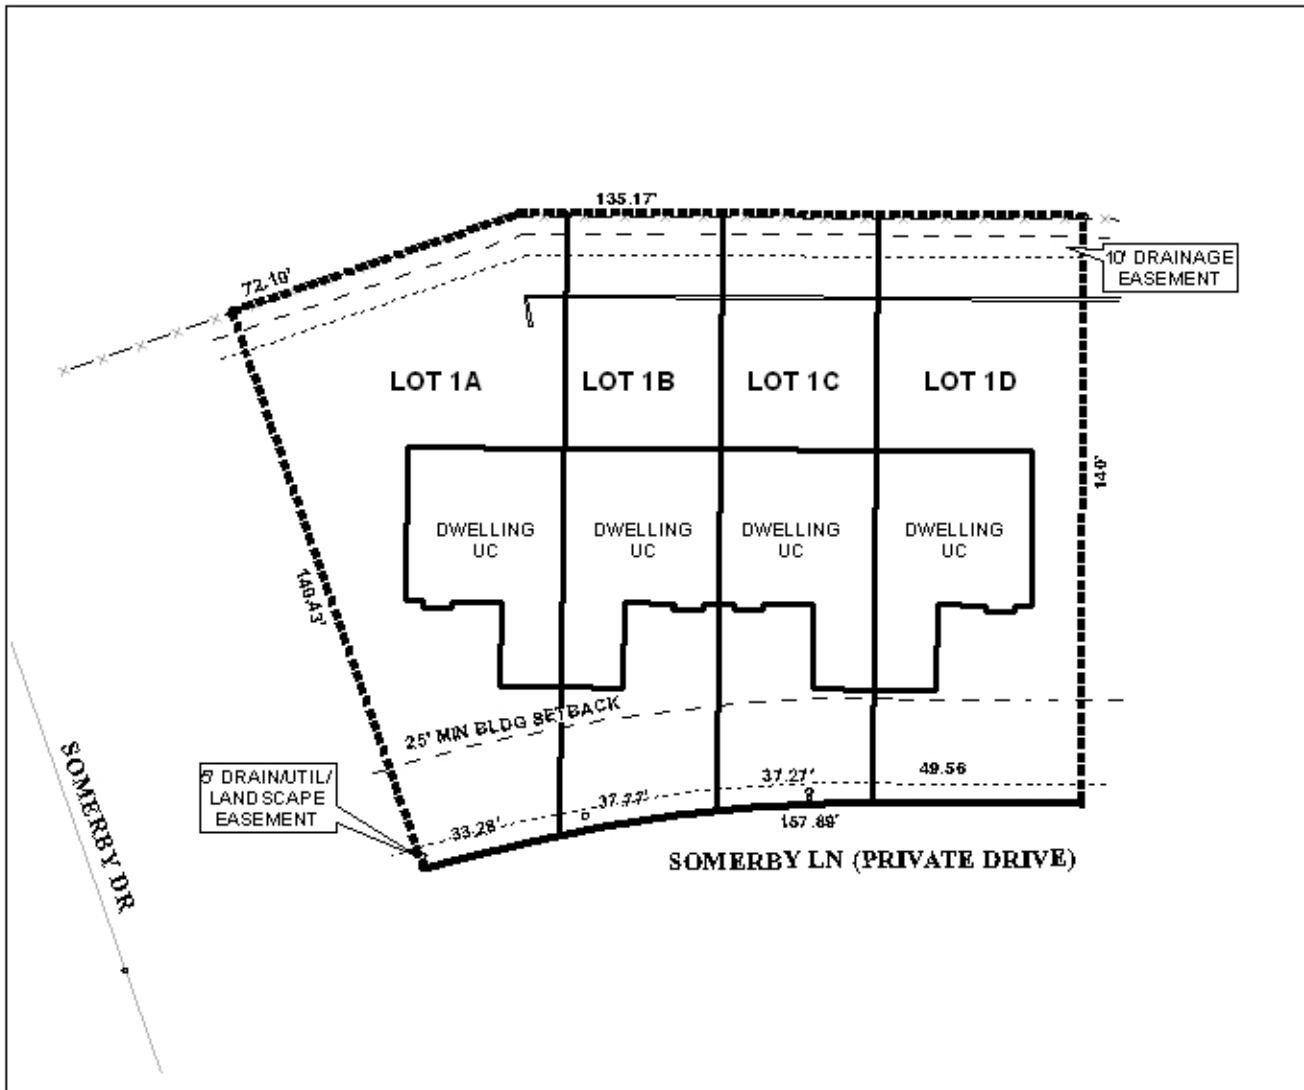 135.17'
72.10'
10' DRAINAGE
EASEMENT
LOT 1A
LOT 1B
LOT 1C
LOT 1D
140'
DWELLING
UC
DWELLING
UC
DWELLING
UC
DWELLING
UC
140.43'
25' MIN BLDG SETBACK
5' DRAIN/UTIL/
LANDSCAPE
EASEMENT
33.28'
37.77'
37.27'
49.56
157.89'
SOMERBY LN (PRIVATE DRIVE)
SOMERBY DR